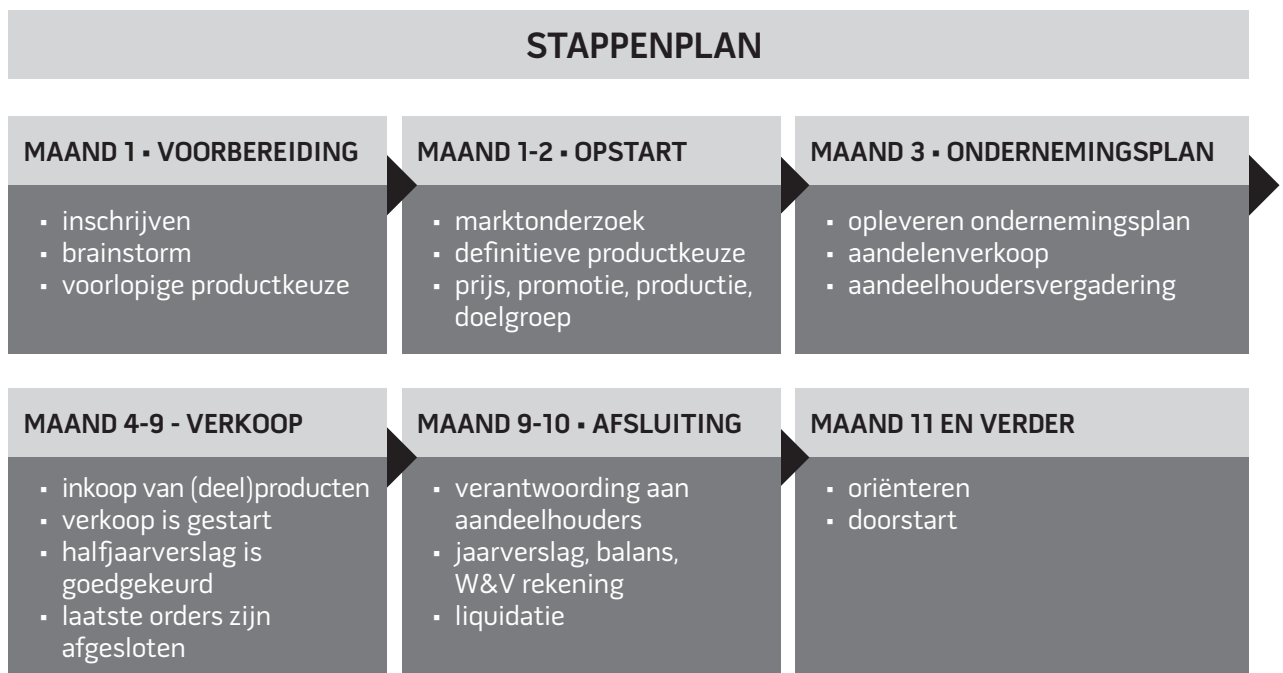 STAPPENPLAN
MAAND 1 ▪ VOORBEREIDING
▪ inschrijven
▪ brainstorm
▪ voorlopige productkeuze
MAAND 1-2 ▪ OPSTART
▪ marktonderzoek
▪ definitieve productkeuze
▪ prijs, promotie, productie,
doelgroep
MAAND 3 ▪ ONDERNEMINGSPLAN
▪ opleveren ondernemingsplan
▪ aandelenverkoop
▪ aandeelhoudersvergadering
MAAND 4-9 - VERKOOP
▪ inkoop van (deel)producten
▪ verkoop is gestart
▪ halfjaarverslag is
goedgekeurd
▪ laatste orders zijn
afgesloten
MAAND 9-10 ▪ AFSLUITING
▪ verantwoording aan
aandeelhouders
▪ jaarverslag, balans,
W&V rekening
▪ liquidatie
MAAND 11 EN VERDER
▪ oriënteren
▪ doorstart